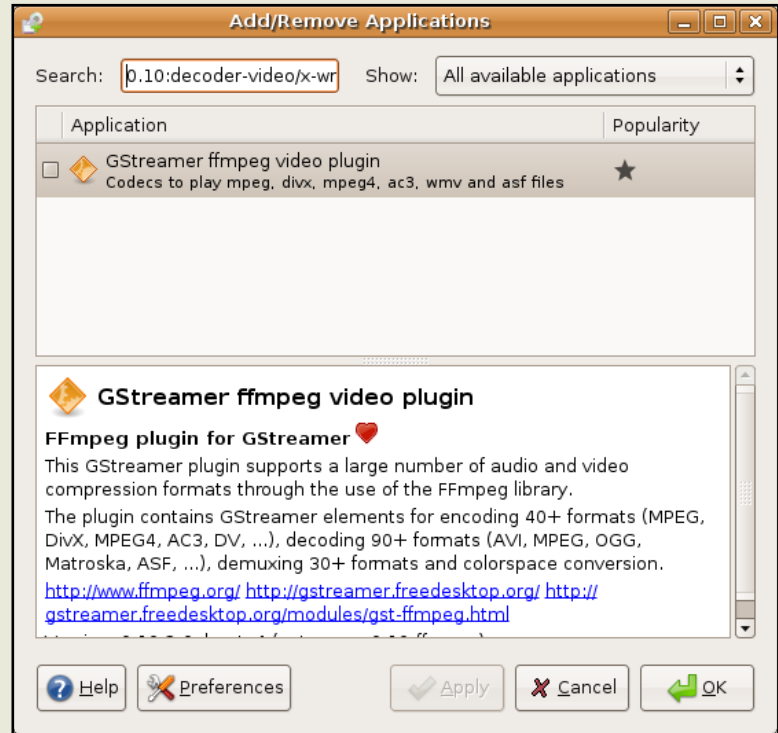 Add/Remove Applications
Search: 0.10:decoder-video/x-wr Show: All available applications
Application Popularity
GStreamer ffmpeg video plugin
Codecs to play mpeg, divx, mpeg4, ac3, wmv and asf files
GStreamer ffmpeg video plugin
FFmpeg plugin for GStreamer
This GStreamer plugin supports a large number of audio and video
compression formats through the use of the FFmpeg library.
The plugin contains GStreamer elements for encoding 40+ formats (MPEG,
DivX, MPEG4, AC3, DV, ...), decoding 90+ formats (AVI, MPEG, OGG,
Matroska, ASF, ...), demuxing 30+ formats and colorspace conversion.
http://www.ffmpeg.org/ http://gstreamer.freedesktop.org/ http://
gstreamer.freedesktop.org/modules/gst-ffmpeg.html
Help Preferences Apply Cancel OK